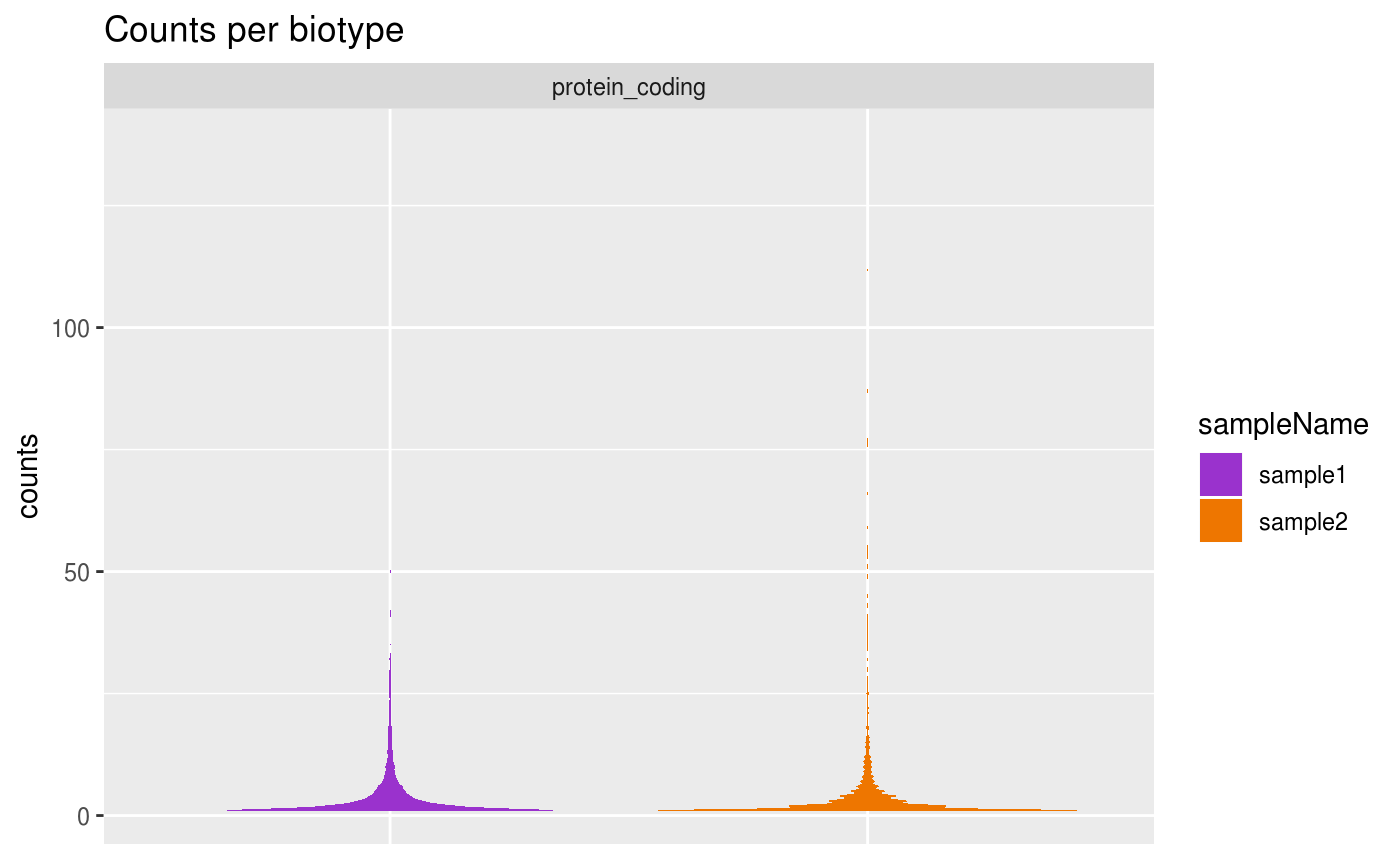 Counts per biotype
protein_coding
100
50
0
counts
sampleName
sample1
sample2